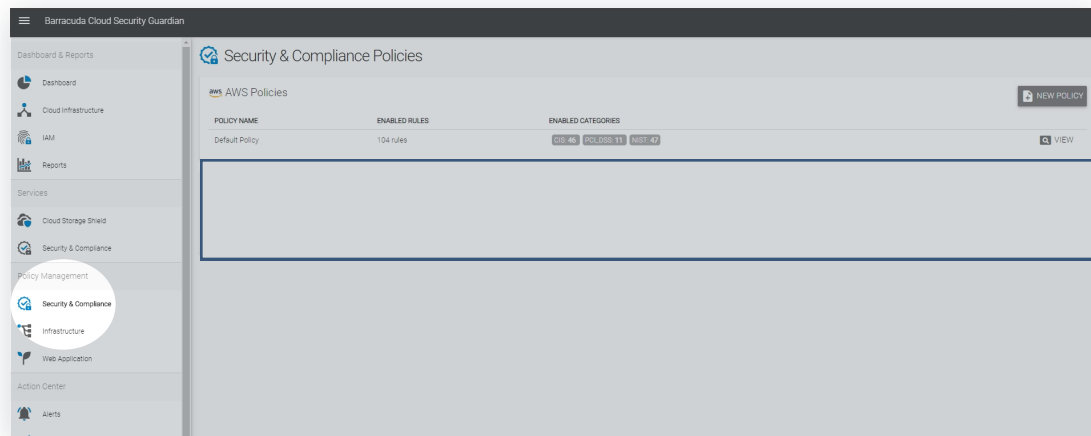 Barracuda Cloud Security Guardian
Dashboard & Reports
Dashboard
Cloud Infrastructure
IAM
Reports
Services
Cloud Storage Shield
Security & Compliance
Policy Management
Security & Compliance
Infrastructure
Web Application
Action Center
Alerts
Security & Compliance Policies
aws AWS Policies
NEW POLICY
POLICY NAME ENABLED RULES ENABLED CATEGORIES
Default Policy 104 rules CIS: 46 PCI_DSS: 11 NIST: 47 VIEW